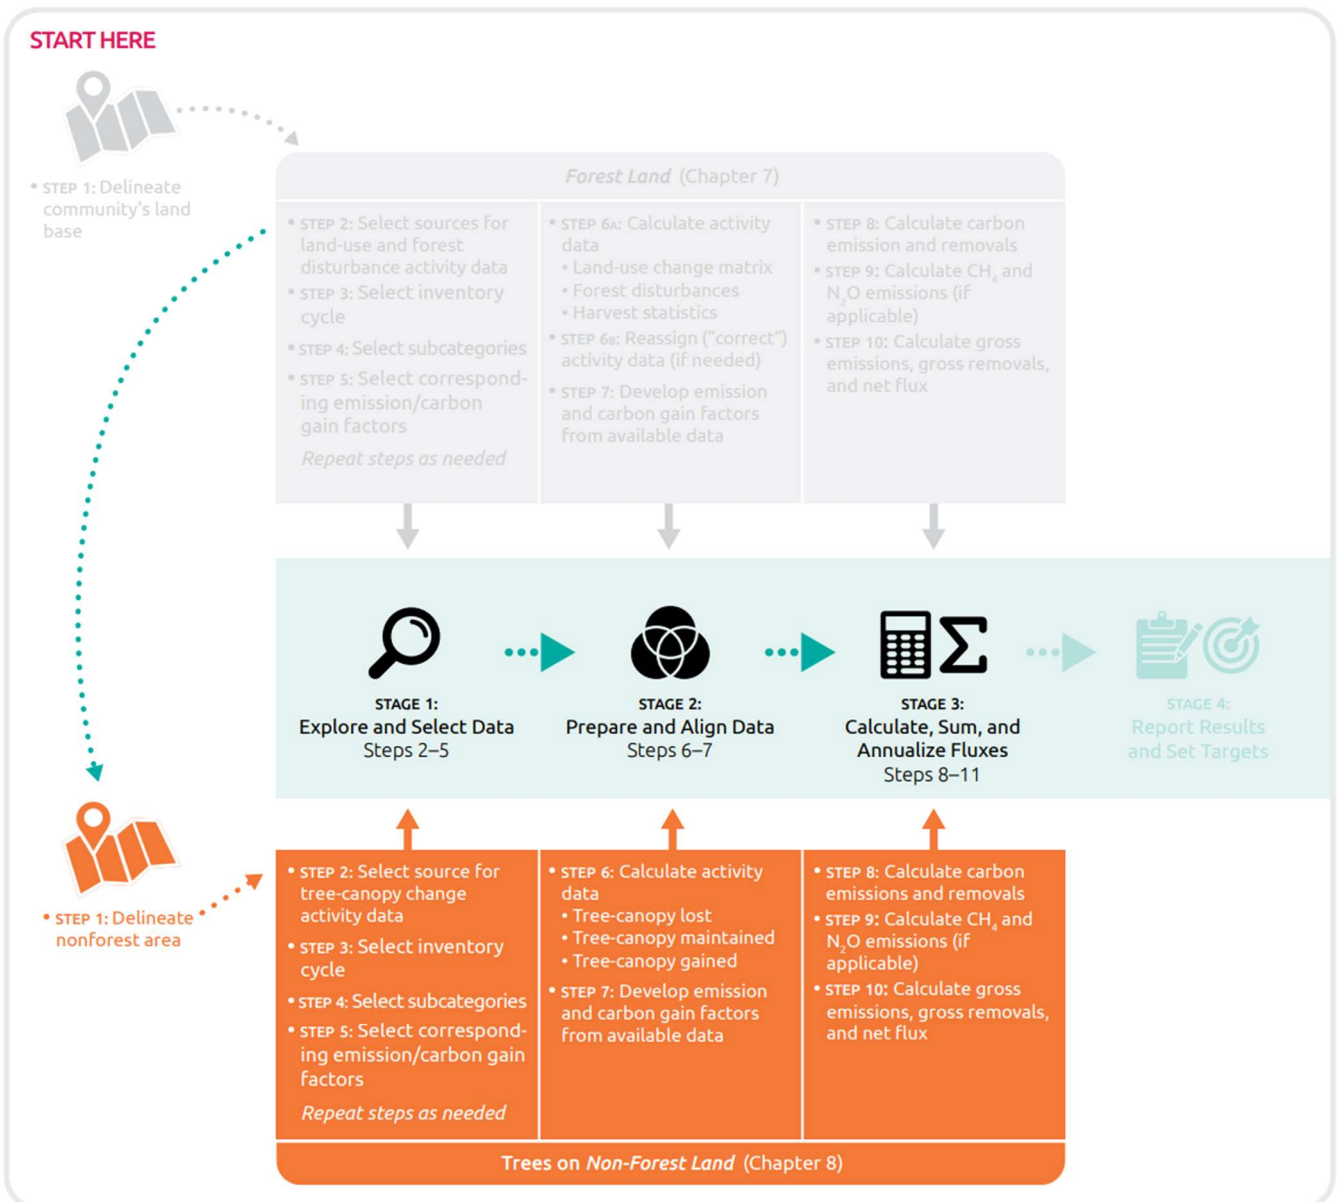 START HERE
• STEP 1: Delineate
community's land
base
Forest Land (Chapter 7)
• STEP 2: Select sources for
land-use and forest
disturbance activity data
• STEP 3: Select inventory
cycle
• STEP 4: Select subcategories
• STEP 5: Select correspond-
ing emission/carbon
gain factors
Repeat steps as needed
• STEP 6A: Calculate activity
data
• Land-use change matrix
• Forest disturbances
• Harvest statistics
• STEP 6B: Reassign ("correct")
activity data (if needed)
• STEP 7: Develop emission
and carbon gain factors
from available data
• STEP 8: Calculate carbon
emission and removals
• STEP 9: Calculate CH₄ and
N₂O emissions (if
applicable)
• STEP 10: Calculate gross
emissions, gross removals,
and net flux
STAGE 1:
Explore and Select Data
Steps 2–5
STAGE 2:
Prepare and Align Data
Steps 6–7
STAGE 3:
Calculate, Sum, and
Annualize Fluxes
Steps 8–11
STAGE 4:
Report Results
and Set Targets
• STEP 1: Delineate
nonforest area
• STEP 2: Select source for
tree-canopy change
activity data
• STEP 3: Select inventory
cycle
• STEP 4: Select subcategories
• STEP 5: Select correspond-
ing emission/carbon gain
factors
Repeat steps as needed
• STEP 6: Calculate activity
data
• Tree-canopy lost
• Tree-canopy maintained
• Tree-canopy gained
• STEP 7: Develop emission
and carbon gain factors
from available data
• STEP 8: Calculate carbon
emissions and removals
• STEP 9: Calculate CH₄ and
N₂O emissions (if
applicable)
• STEP 10: Calculate gross
emissions, gross removals,
and net flux
Trees on Non-Forest Land (Chapter 8)